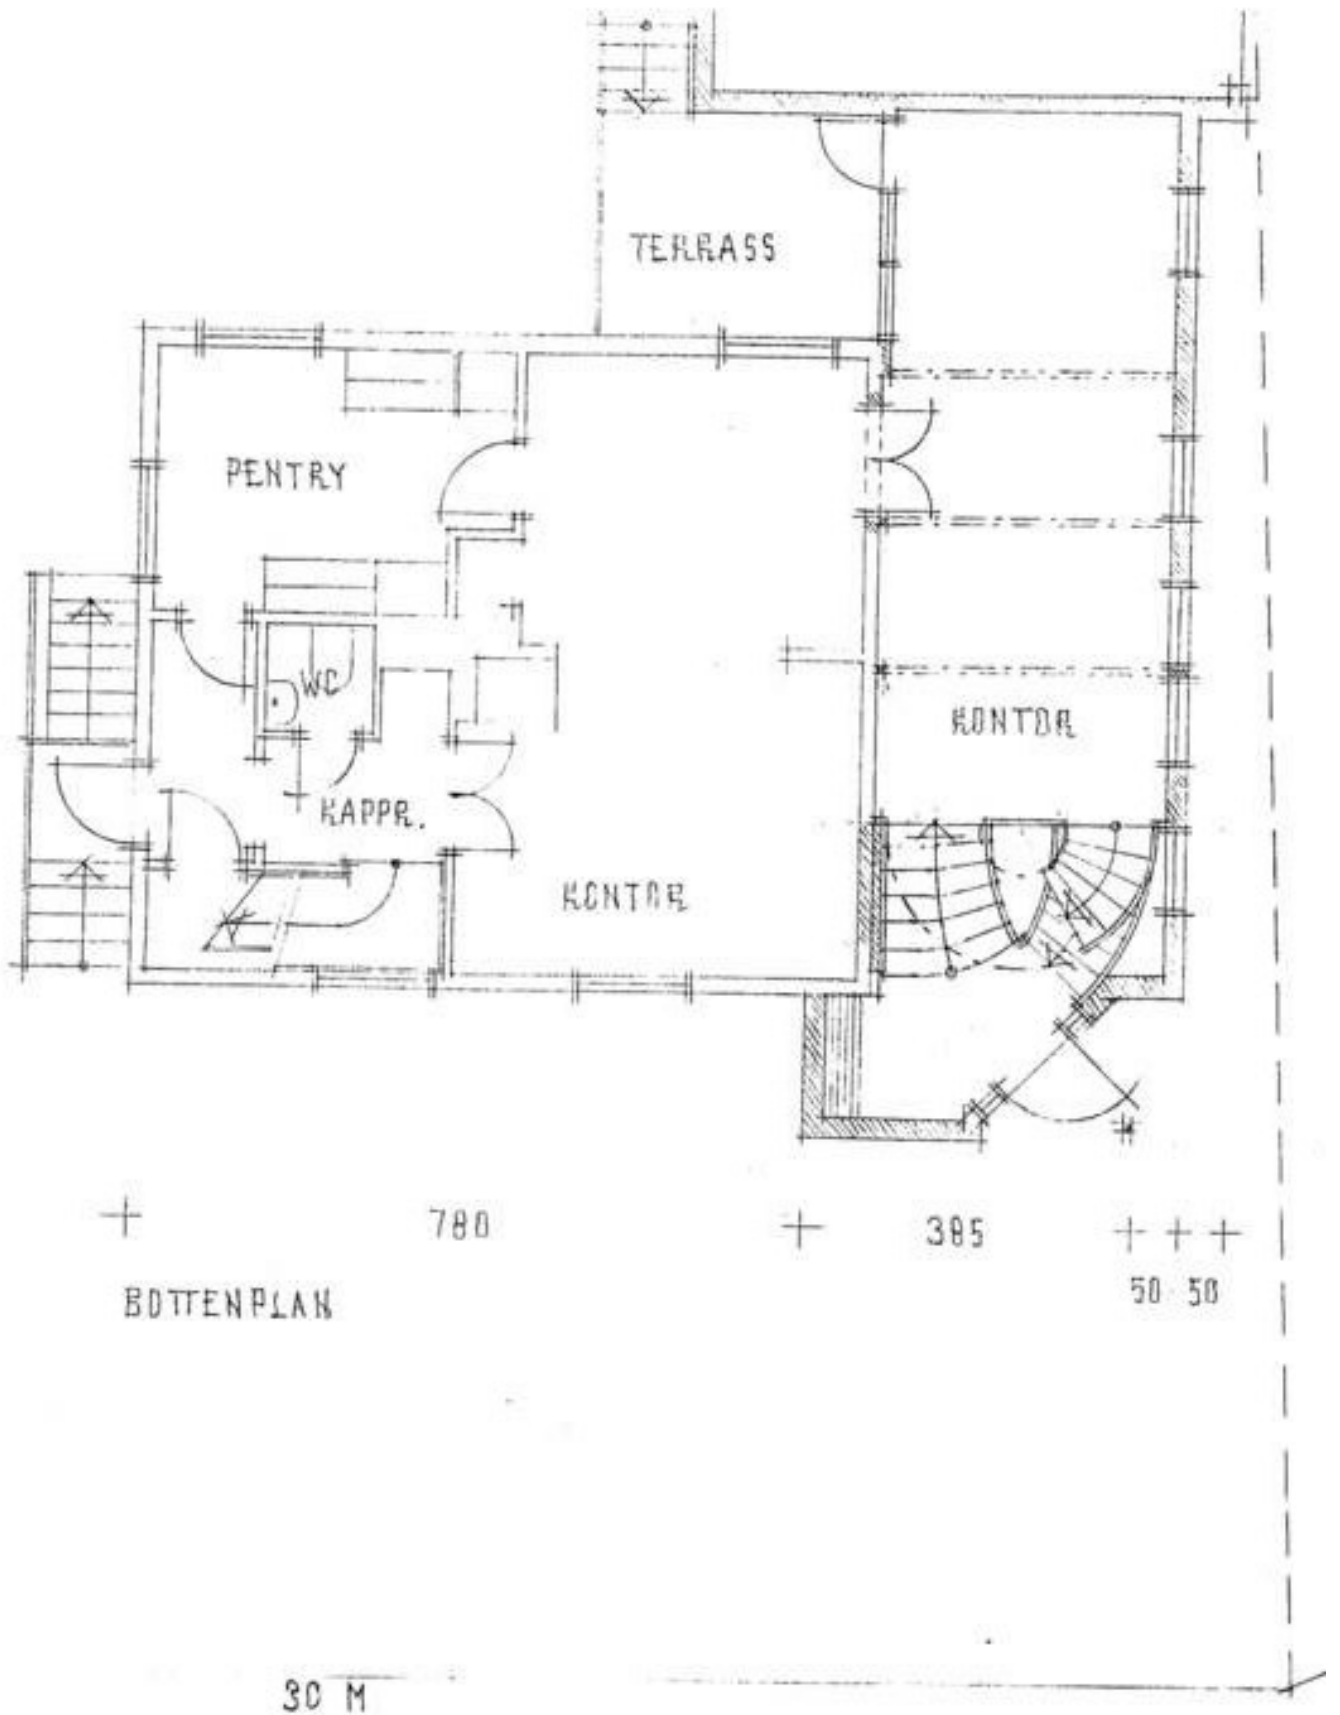 TERRASS
PENTRY
WC
KONTOR
KAPPR.
KONTOR
780
385
50 50
BOTTENPLAN
30 M